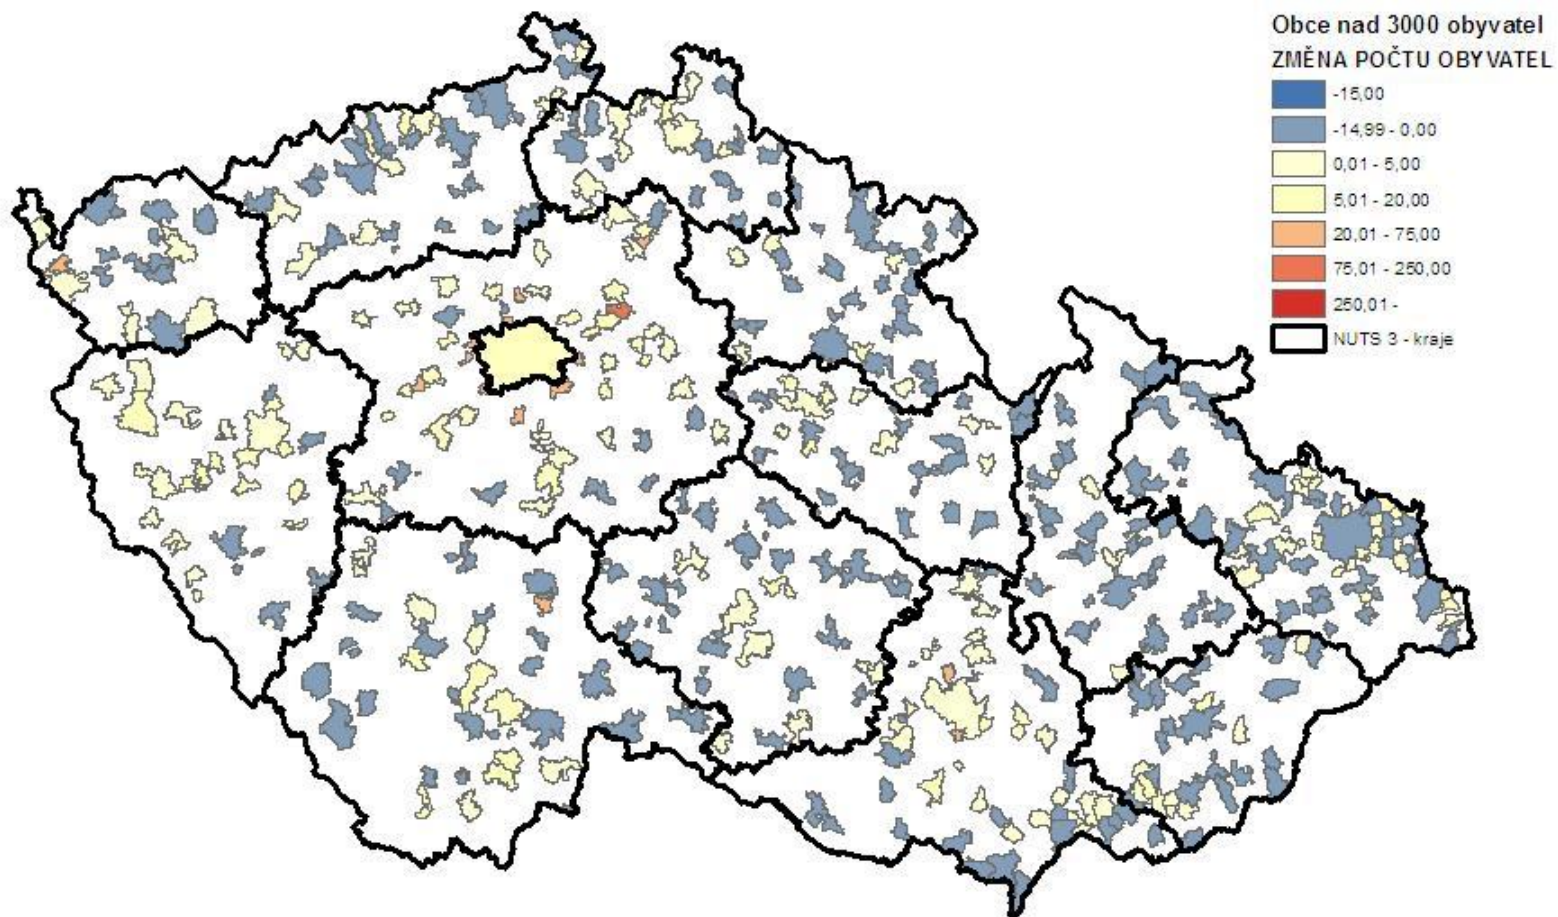 Obce nad 3000 obyvatel
ZMĚNA POČTU OBYVATEL
-15,00
-14,99 - 0,00
0,01 - 5,00
5,01 - 20,00
20,01 - 75,00
75,01 - 250,00
250,01 -
NUTS 3 - kraje